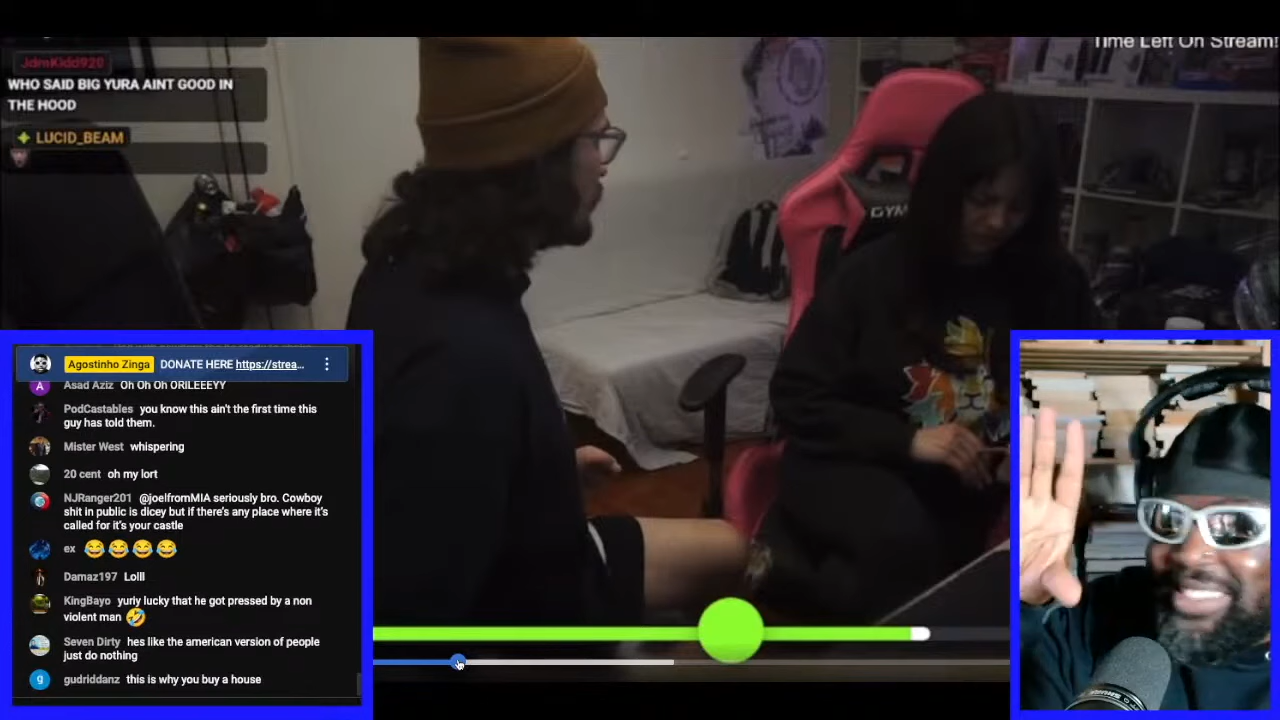 Time Left On Stream!
JdmKidd920
WHO SAID BIG YURA AINT GOOD IN
THE HOOD
LUCID_BEAM
GYM
Agostinho Zinga DONATE HERE https://strea...
Asad Aziz Oh Oh Oh ORILEEEYY
PodCastables you know this ain't the first time this
guy has told them.
Mister West whispering
20 cent oh my lort
NJRanger201 @joelfromMIA seriously bro. Cowboy
shit in public is dicey but if there's any place where it's
called for it's your castle
ex 😂😂😂😂
Damaz197 Lolll
KingBayo yuriy lucky that he got pressed by a non
violent man 🤣
Seven Dirty hes like the american version of people
just do nothing
g gudriddanz this is why you buy a house